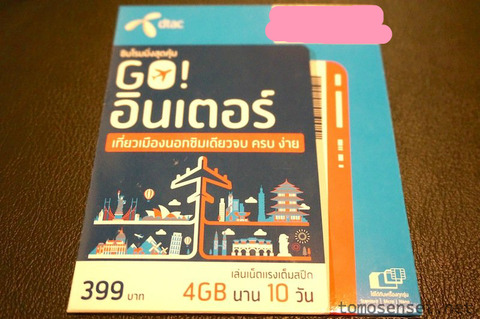 dtac
ซิมโรมมิ่งสุดคุ้ม
GO!
อินเตอร์
เที่ยวเมืองนอกซิมเดียวจบ ครบ ง่าย
เล่นเน็ตแรงเต็มสปีด
399 บาท
4GB นาน 10 วัน